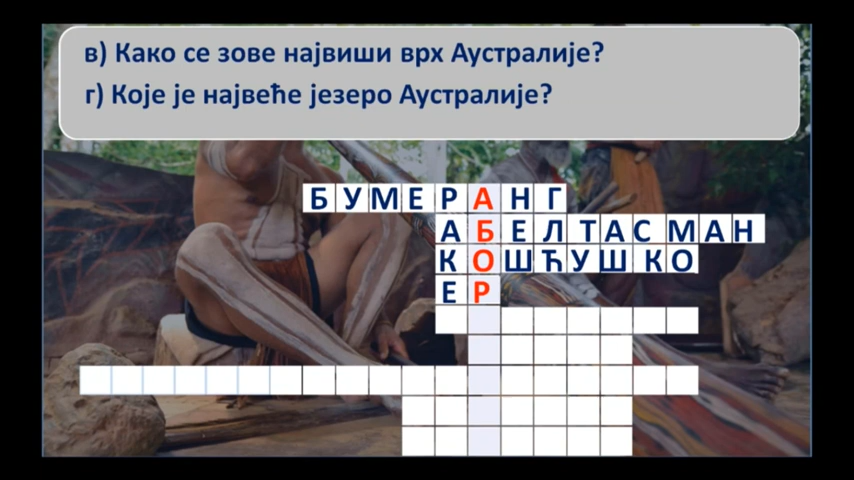 в) Како се зове највиши врх Аустралије?
г) Које је највеће језеро Аустралије?
БУМЕРАНГ
АБЕЛТАСМАН
КОШЋУШКО
ЕР